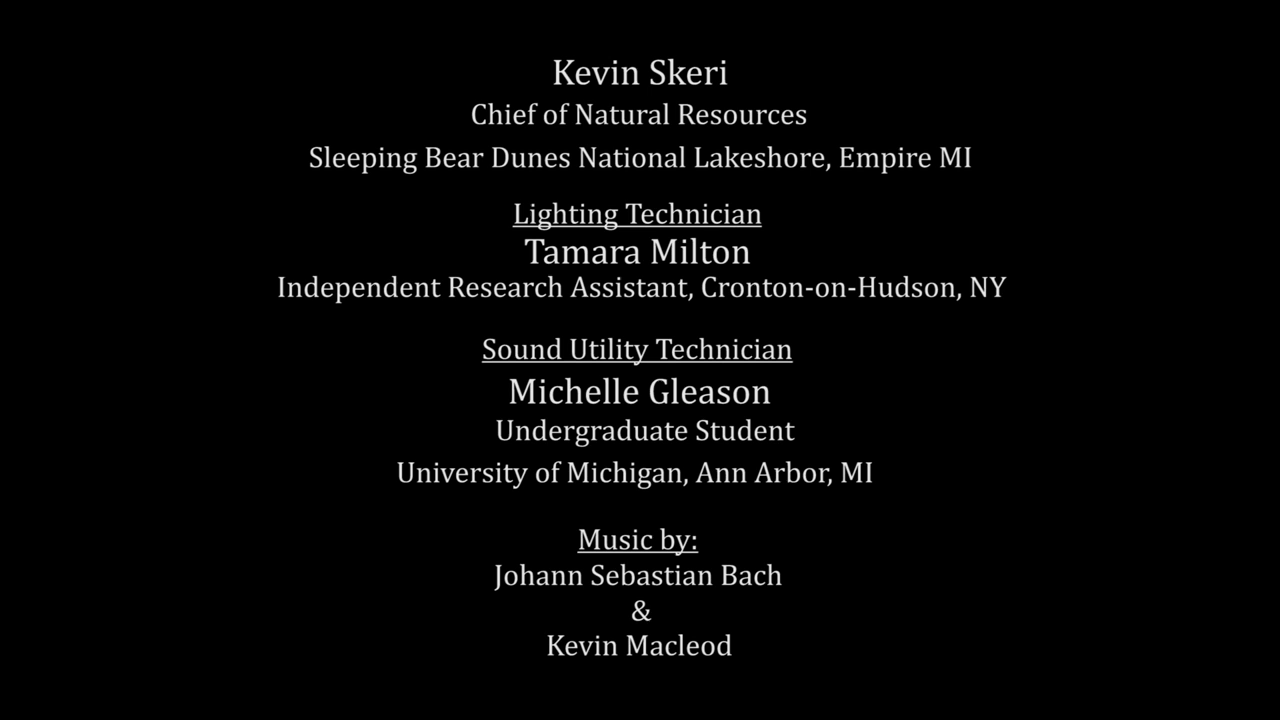 Kevin Skeri
Chief of Natural Resources
Sleeping Bear Dunes National Lakeshore, Empire MI
Lighting Technician
Tamara Milton
Independent Research Assistant, Cronton-on-Hudson, NY
Sound Utility Technician
Michelle Gleason
Undergraduate Student
University of Michigan, Ann Arbor, MI
Music by:
Johann Sebastian Bach
&
Kevin Macleod